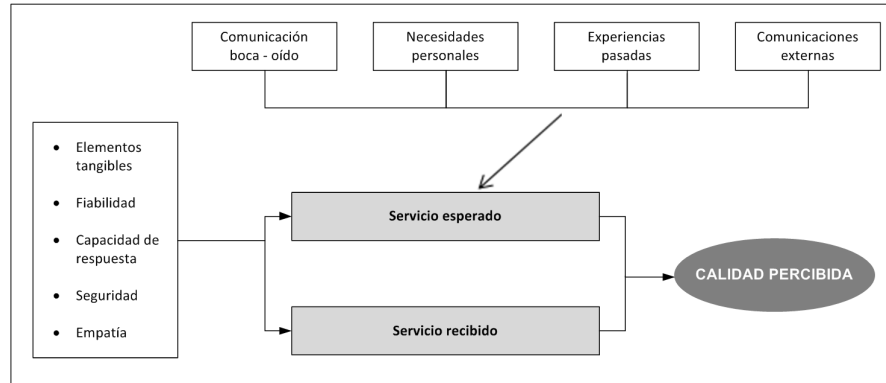 Comunicación
boca - oído
Necesidades
personales
Experiencias
pasadas
Comunicaciones
externas
• Elementos
tangibles
• Fiabilidad
• Capacidad de
respuesta
• Seguridad
• Empatía
Servicio esperado
Servicio recibido
CALIDAD PERCIBIDA